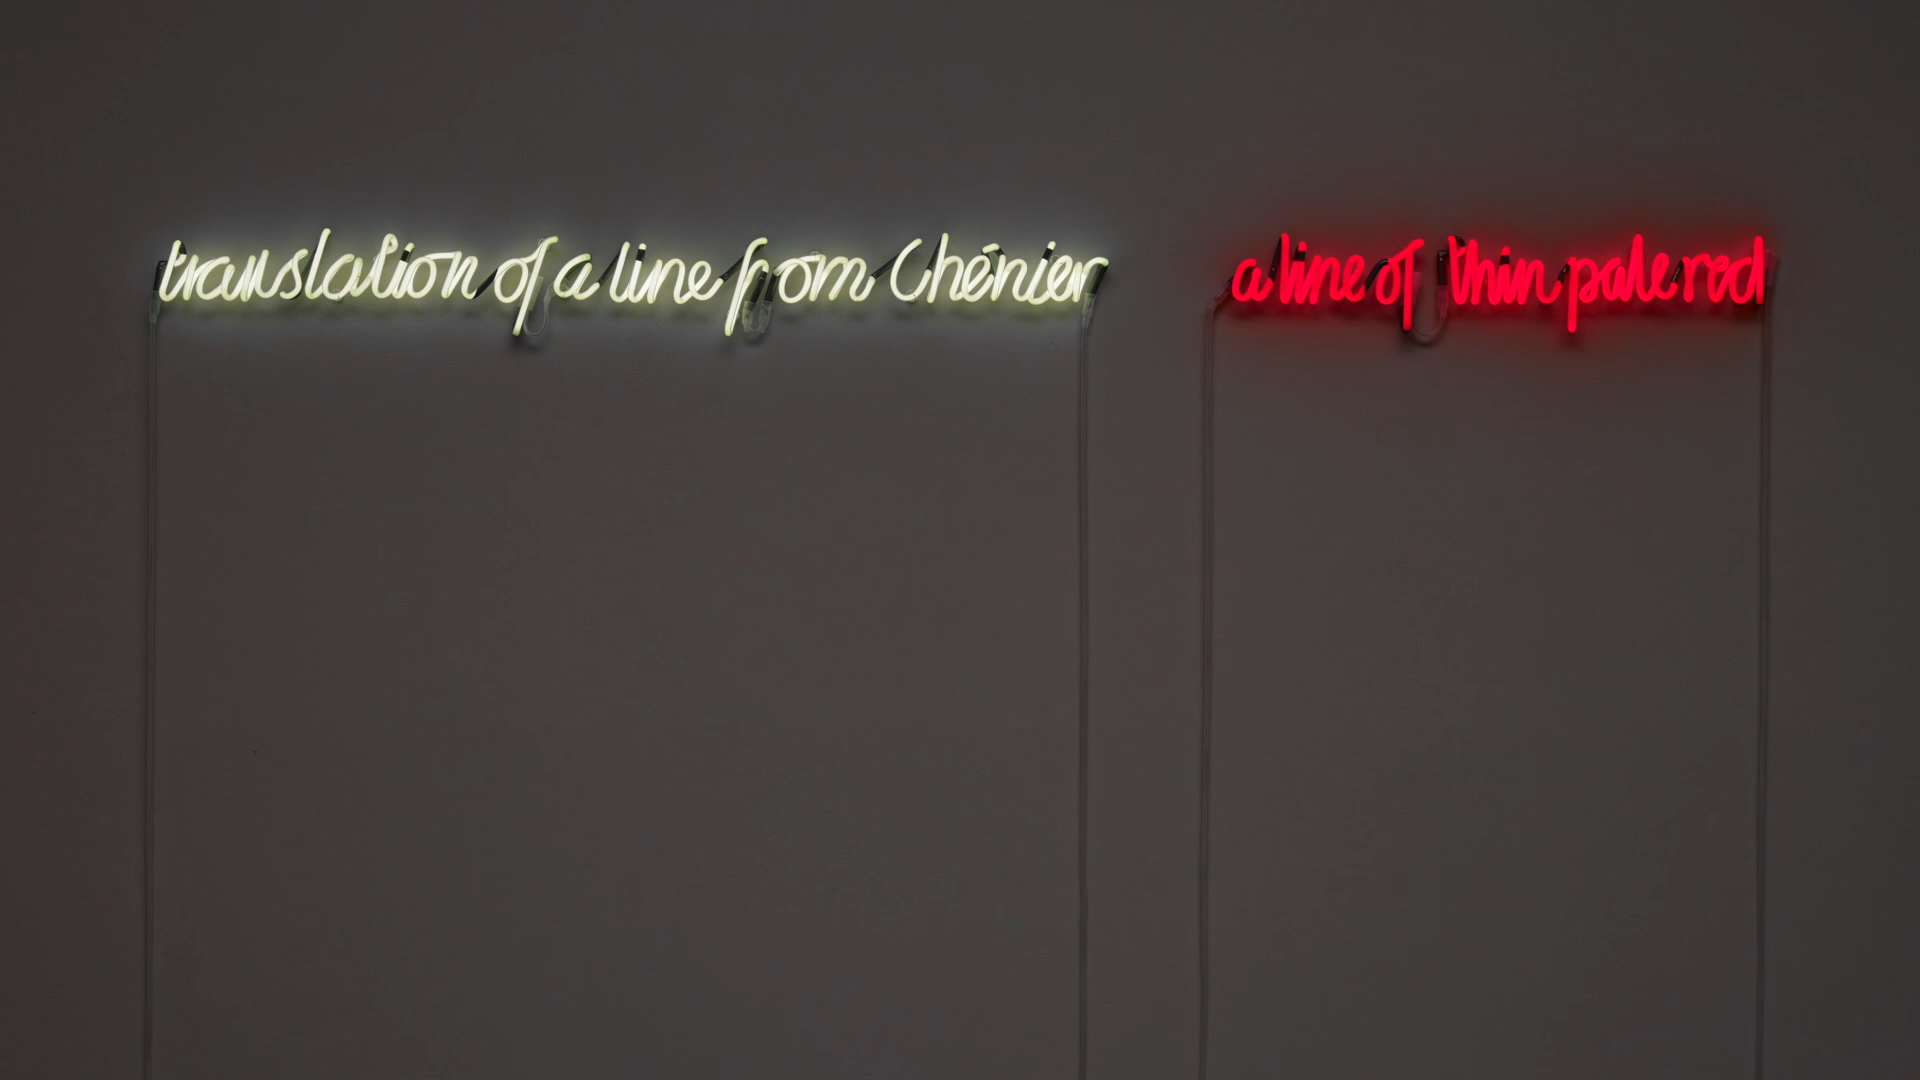 translation of a line from Chénier
a line of thin pale red